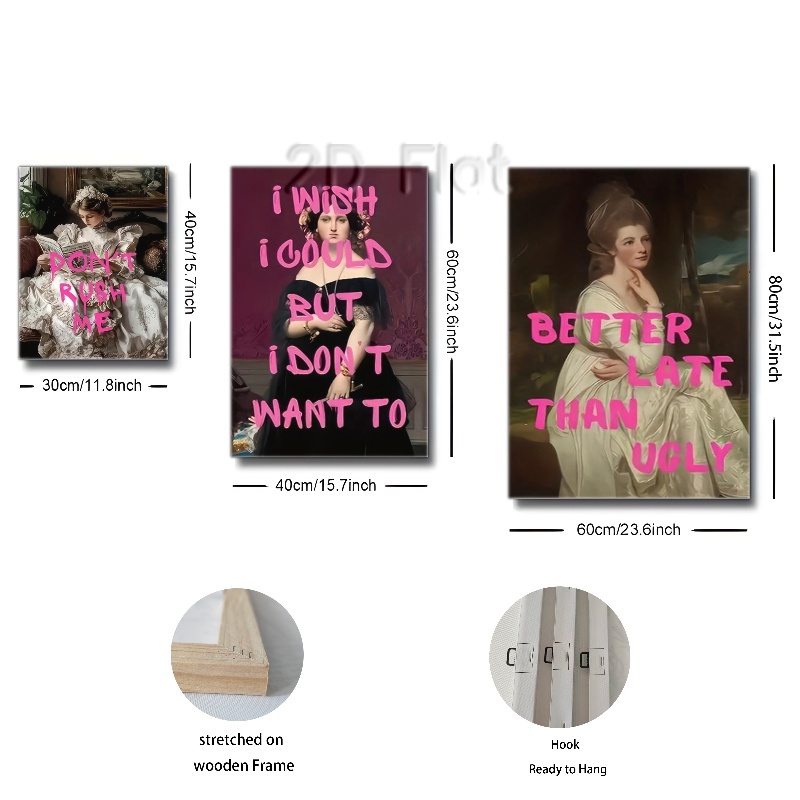 2D Flat
DON'T
RUSH
ME
40cm/15.7inch
30cm/11.8inch
i WiSH
i COULD
BUT
i DON'T
WANT TO
60cm/23.6inch
40cm/15.7inch
BETTER
LATE
THAN
UGLY
80cm/31.5inch
60cm/23.6inch
stretched on
wooden Frame
Hook
Ready to Hang